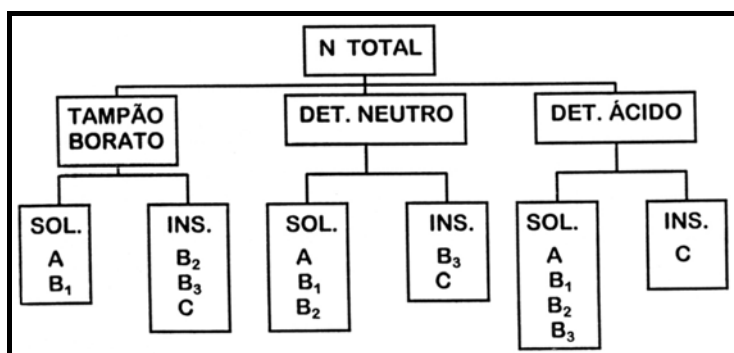 N TOTAL
TAMPÃO
BORATO
DET. NEUTRO
DET. ÁCIDO
SOL.
A
B₁
INS.
B₂
B₃
C
SOL.
A
B₁
B₂
INS.
B₃
C
SOL.
A
B₁
B₂
B₃
INS.
C